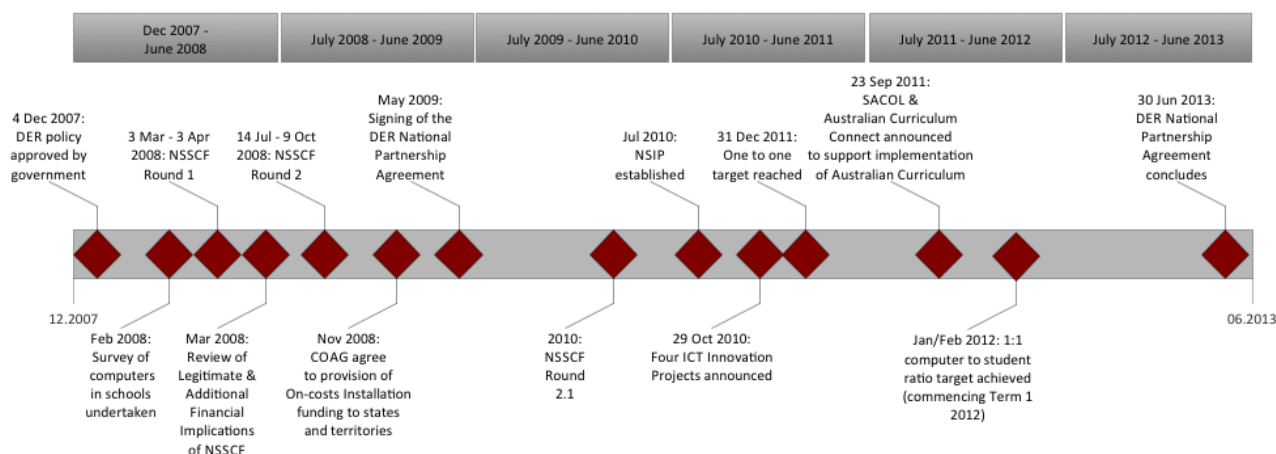 Dec 2007 -
June 2008
July 2008 - June 2009
July 2009 - June 2010
July 2010 - June 2011
July 2011 - June 2012
July 2012 - June 2013
4 Dec 2007:
DER policy
approved by
government
3 Mar - 3 Apr
2008: NSSCF
Round 1
14 Jul - 9 Oct
2008: NSSCF
Round 2
May 2009:
Signing of the
DER National
Partnership
Agreement
Jul 2010:
NSIP
established
31 Dec 2011:
One to one
target reached
23 Sep 2011:
SACOL &
Australian Curriculum
Connect announced
to support implementation
of Australian Curriculum
30 Jun 2013:
DER National
Partnership
Agreement
concludes
12.2007
06.2013
Feb 2008:
Survey of
computers
in schools
undertaken
Mar 2008:
Review of
Legitimate &
Additional
Financial
Implications
of NSSCF
Nov 2008:
COAG agree
to provision of
On-costs Installation
funding to states
and territories
2010:
NSSCF
Round
2.1
29 Oct 2010:
Four ICT Innovation
Projects announced
Jan/Feb 2012: 1:1
computer to student
ratio target achieved
(commencing Term 1
2012)